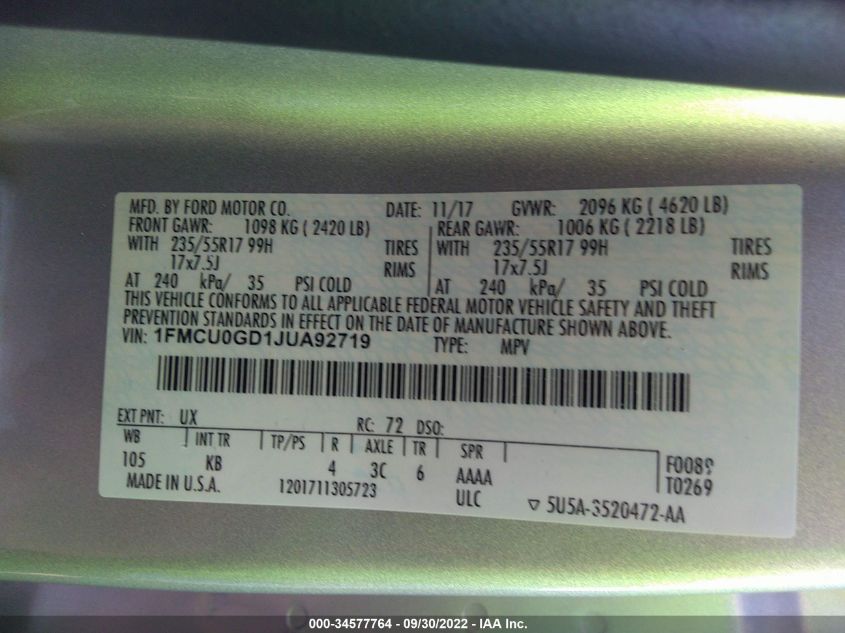 MFD. BY FORD MOTOR CO. DATE: 11/17 GVWR: 2096 KG ( 4620 LB)
FRONT GAWR: 1098 KG ( 2420 LB) REAR GAWR: 1006 KG ( 2218 LB)
WITH 235/55R17 99H TIRES WITH 235/55R17 99H TIRES
17x7.5J RIMS 17x7.5J RIMS
AT 240 kPa/ 35 PSI COLD AT 240 kPa/ 35 PSI COLD
THIS VEHICLE CONFORMS TO ALL APPLICABLE FEDERAL MOTOR VEHICLE SAFETY AND THEFT
PREVENTION STANDARDS IN EFFECT ON THE DATE OF MANUFACTURE SHOWN ABOVE.
VIN: 1FMCU0GD1JUA92719 TYPE: MPV
EXT PNT: UX RC: 72 DSO:
WB INT TR TP/PS R AXLE TR SPR
105 KB 4 3C 6 AAAA F0089
MADE IN U.S.A. 1201711305723 ULC T0269
▽ 5U5A-3520472-AA
000-34577764 - 09/30/2022 - IAA Inc.